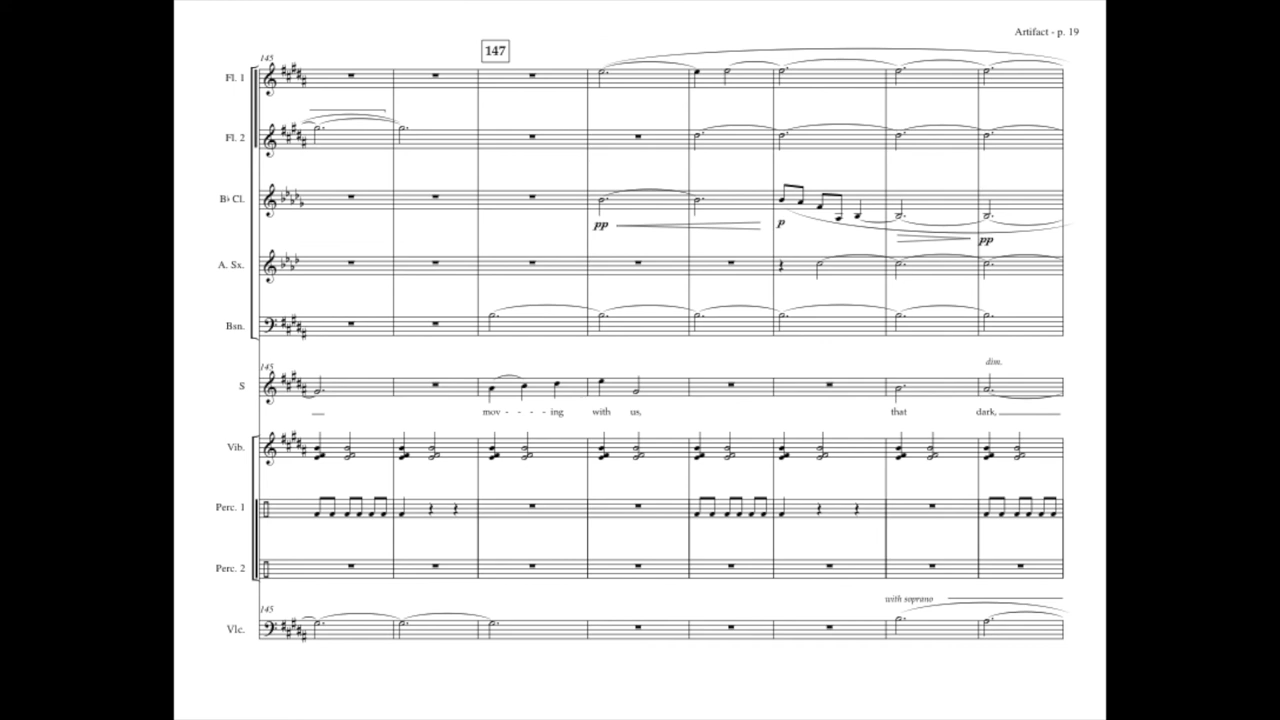 Artifact - p. 19
147
145
Fl. 1
Fl. 2
B♭ Cl.
pp p pp
A. Sx.
Bsn.
dim.
145
S
mov - - - - ing with us, that dark,
Vib.
Perc. 1
Perc. 2
with soprano
145
Vlc.